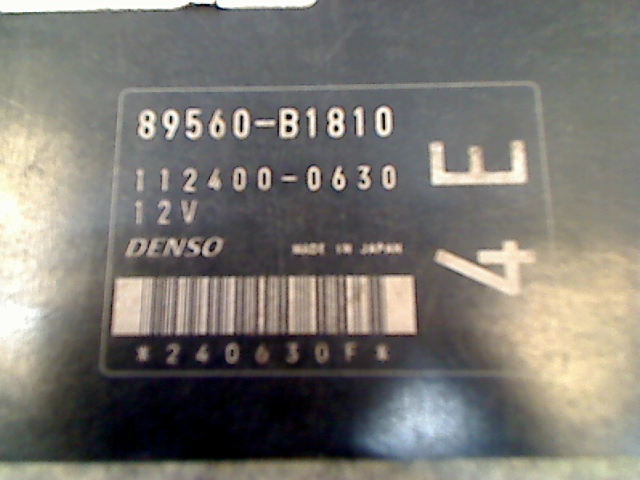 89560-B1810
112400-0630
12V
DENSO MADE IN JAPAN
*240630F*
4E